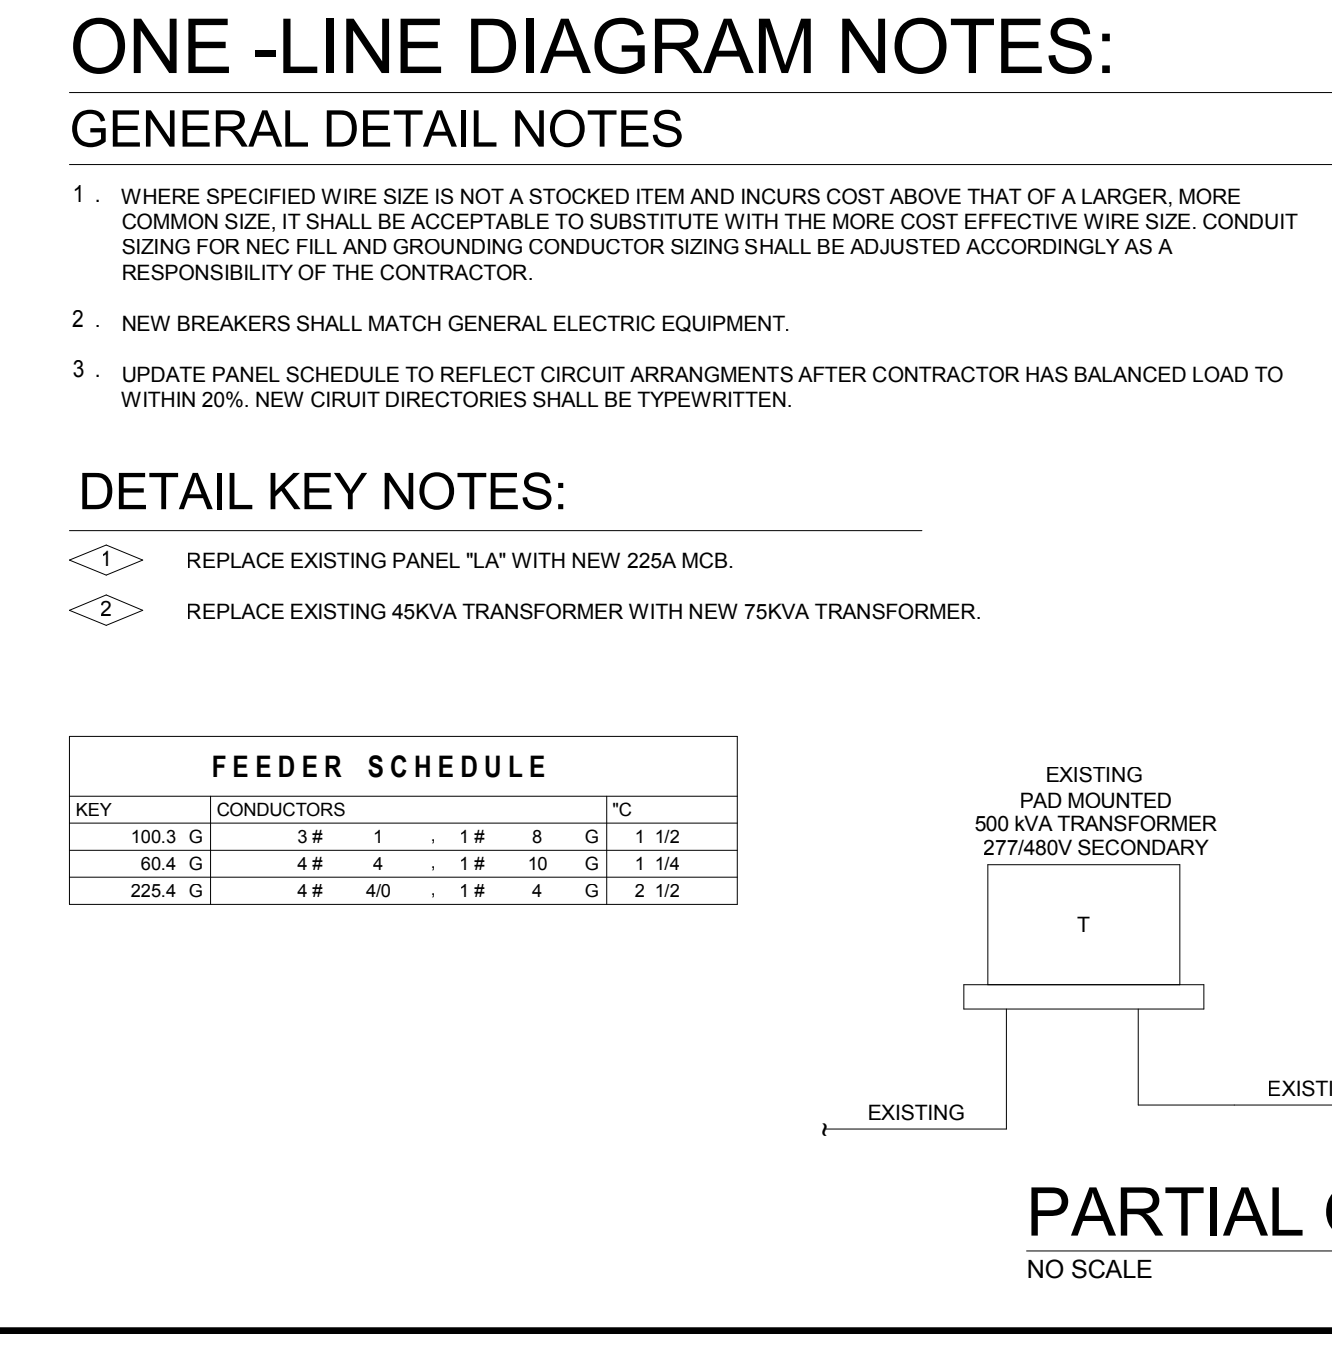 ONE -LINE DIAGRAM NOTES:
GENERAL DETAIL NOTES
1 . WHERE SPECIFIED WIRE SIZE IS NOT A STOCKED ITEM AND INCURS COST ABOVE THAT OF A LARGER, MORE
COMMON SIZE, IT SHALL BE ACCEPTABLE TO SUBSTITUTE WITH THE MORE COST EFFECTIVE WIRE SIZE. CONDUIT
SIZING FOR NEC FILL AND GROUNDING CONDUCTOR SIZING SHALL BE ADJUSTED ACCORDINGLY AS A
RESPONSIBILITY OF THE CONTRACTOR.
2 . NEW BREAKERS SHALL MATCH GENERAL ELECTRIC EQUIPMENT.
3 . UPDATE PANEL SCHEDULE TO REFLECT CIRCUIT ARRANGMENTS AFTER CONTRACTOR HAS BALANCED LOAD TO
WITHIN 20%. NEW CIRUIT DIRECTORIES SHALL BE TYPEWRITTEN.
DETAIL KEY NOTES:
1 REPLACE EXISTING PANEL "LA" WITH NEW 225A MCB.
2 REPLACE EXISTING 45KVA TRANSFORMER WITH NEW 75KVA TRANSFORMER.
FEEDER SCHEDULE
KEY CONDUCTORS "C
100.3 G 3 # 1 , 1 # 8 G 1 1/2
60.4 G 4 # 4 , 1 # 10 G 1 1/4
225.4 G 4 # 4/0 , 1 # 4 G 2 1/2
EXISTING
PAD MOUNTED
500 kVA TRANSFORMER
277/480V SECONDARY
T
EXISTI
EXISTING
PARTIAL
NO SCALE